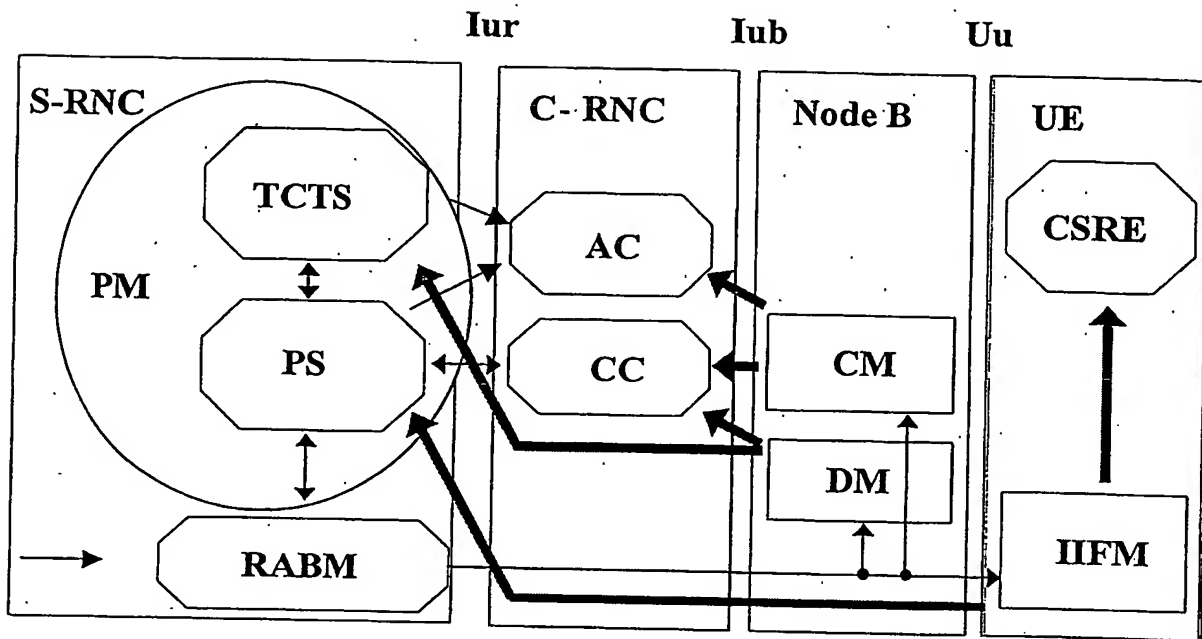 Iur
Iub
Uu
S-RNC
C- RNC
Node B
UE
TCTS
AC
CSRE
PM
PS
CC
CM
DM
RABM
IIFM